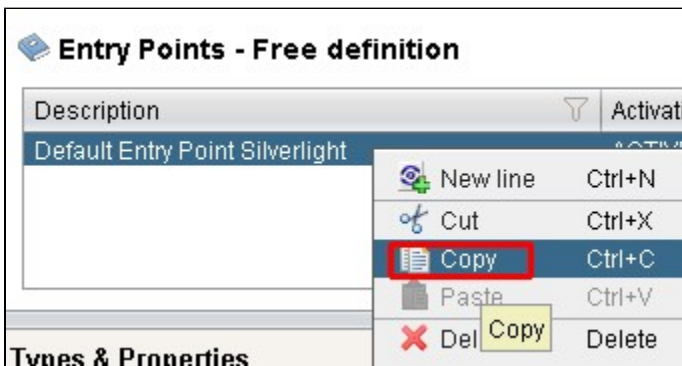 Entry Points - Free definition
Description Activati
Default Entry Point Silverlight
New line Ctrl+N
Cut Ctrl+X
Copy Ctrl+C
Paste Ctrl+V
Del Copy Delete
Types & Properties